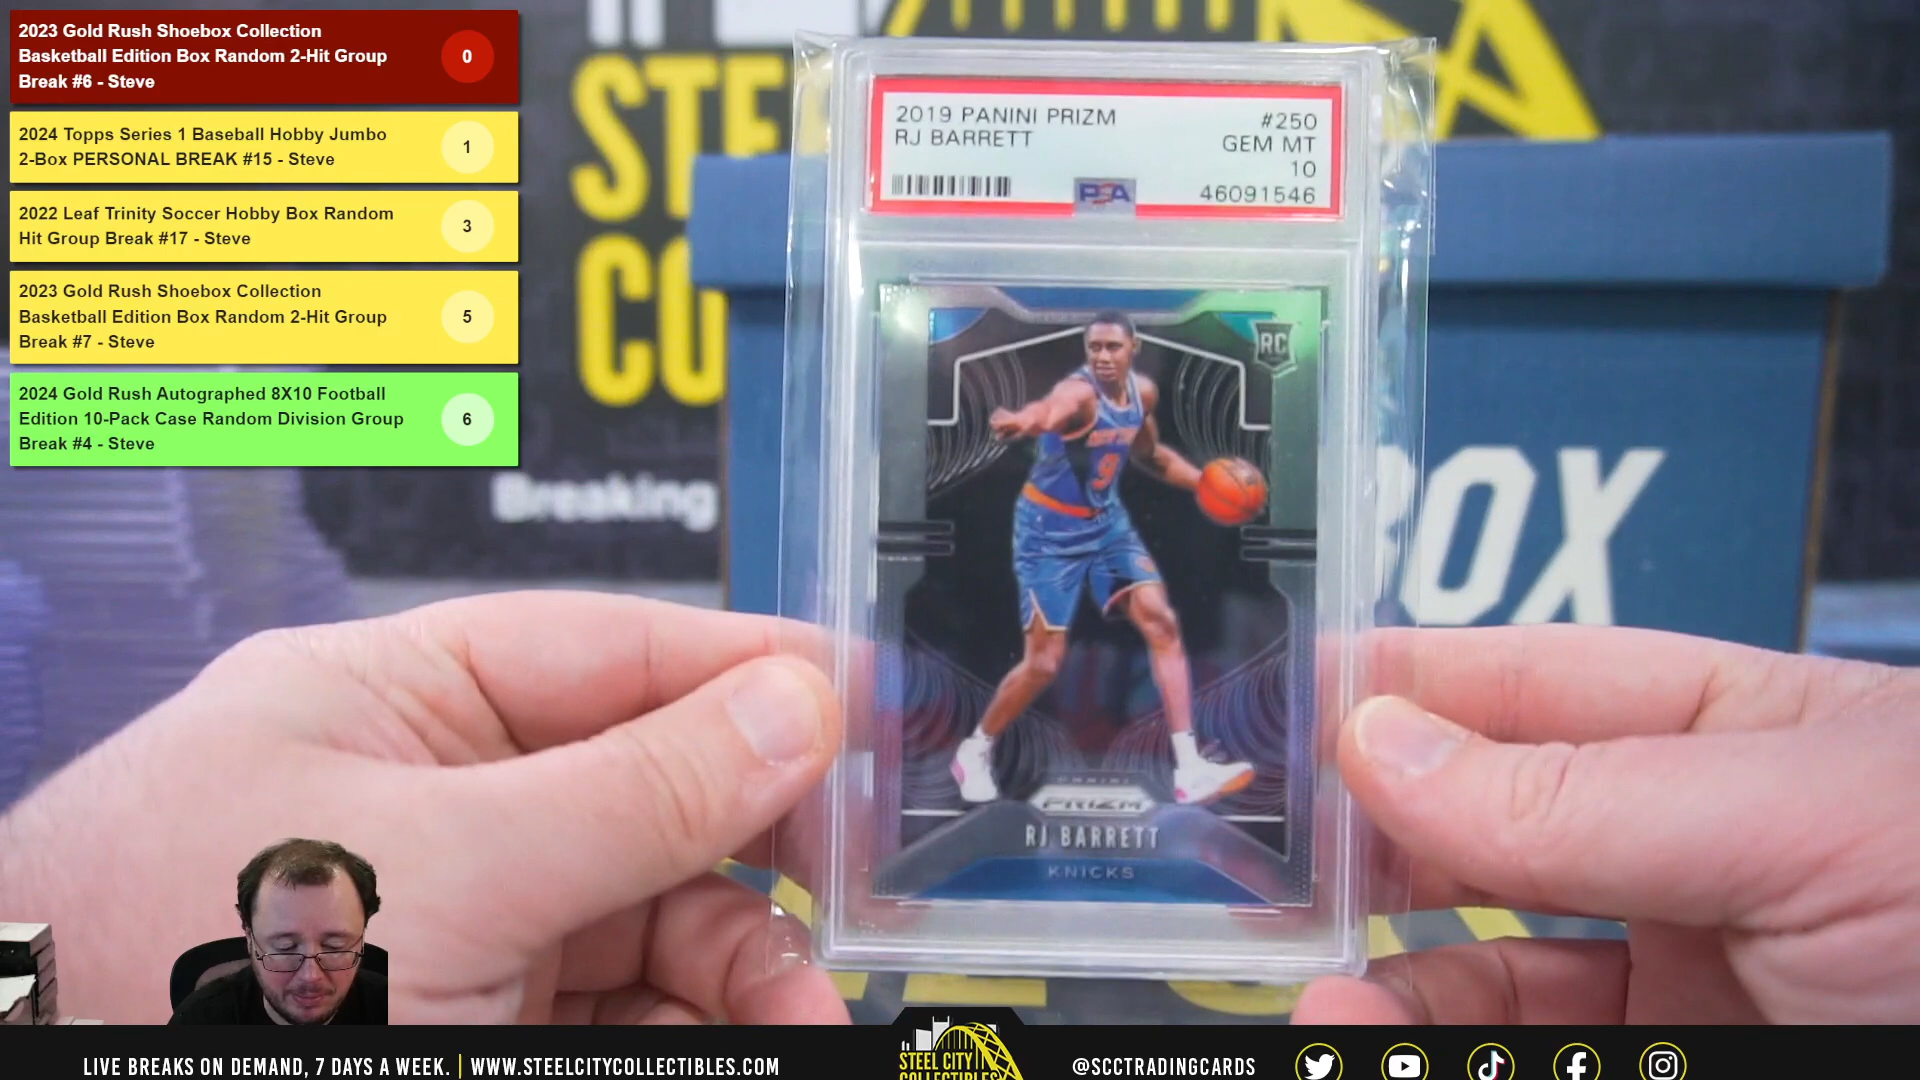 2023 Gold Rush Shoebox Collection
Basketball Edition Box Random 2-Hit Group
Break #6 - Steve
0
2024 Topps Series 1 Baseball Hobby Jumbo
2-Box PERSONAL BREAK #15 - Steve
1
2022 Leaf Trinity Soccer Hobby Box Random
Hit Group Break #17 - Steve
3
2023 Gold Rush Shoebox Collection
Basketball Edition Box Random 2-Hit Group
Break #7 - Steve
5
2024 Gold Rush Autographed 8X10 Football
Edition 10-Pack Case Random Division Group
Break #4 - Steve
6
Breaking
2019 PANINI PRIZM #250
RJ BARRETT GEM MT
10
PSA 46091546
RC
9
PANINI
PRIZM
RJ BARRETT
KNICKS
LIVE BREAKS ON DEMAND, 7 DAYS A WEEK. | WWW.STEELCITYCOLLECTIBLES.COM
STEEL CITY
COLLECTIBLES
@SCCTRADINGCARDS